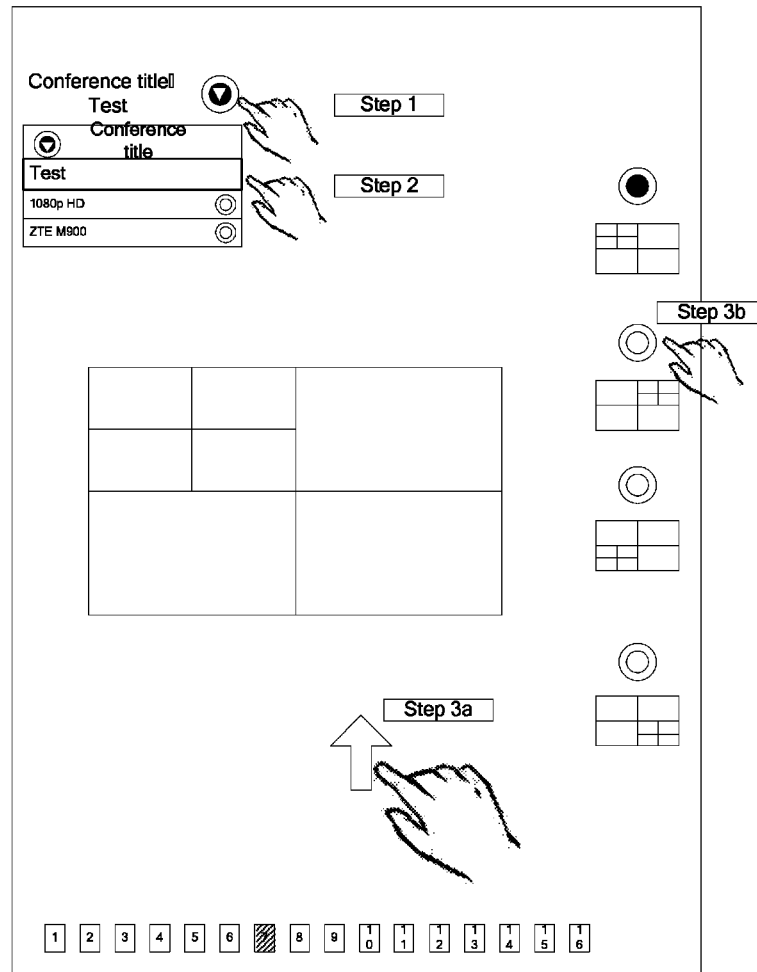 Conference title▯
Test
Step 1
Conference
title
Test
Step 2
1080p HD
ZTE M900
Step 3b
Step 3a
1 2 3 4 5 6 7 8 9 10 11 12 13 14 15 16